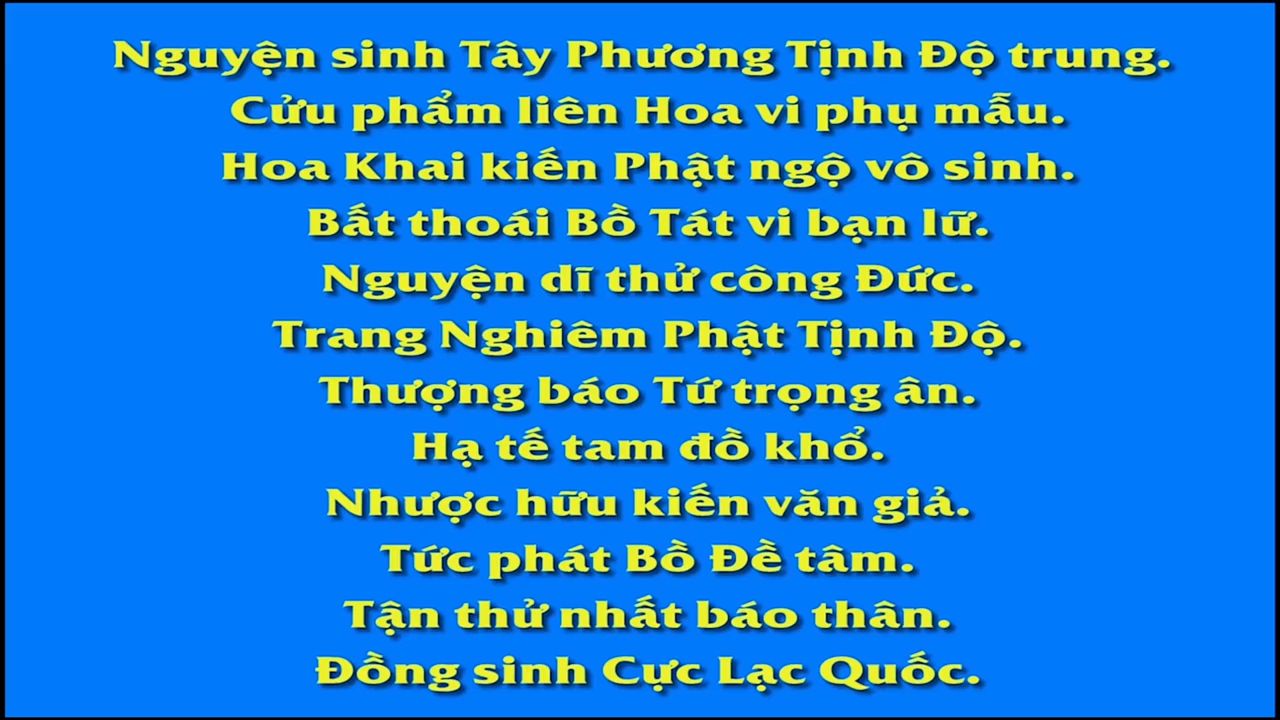 Nguyện sinh Tây Phương Tịnh Độ trung.
Cửu phẩm liên Hoa vi phụ mẫu.
Hoa Khai kiến Phật ngộ vô sinh.
Bất thoái Bồ Tát vi bạn lữ.
Nguyện dĩ thử công Đức.
Trang Nghiêm Phật Tịnh Độ.
Thượng báo Tứ trọng ân.
Hạ tế tam đồ khổ.
Nhược hữu kiến văn giả.
Tức phát Bồ Đề tâm.
Tận thử nhất báo thân.
Đồng sinh Cực Lạc Quốc.